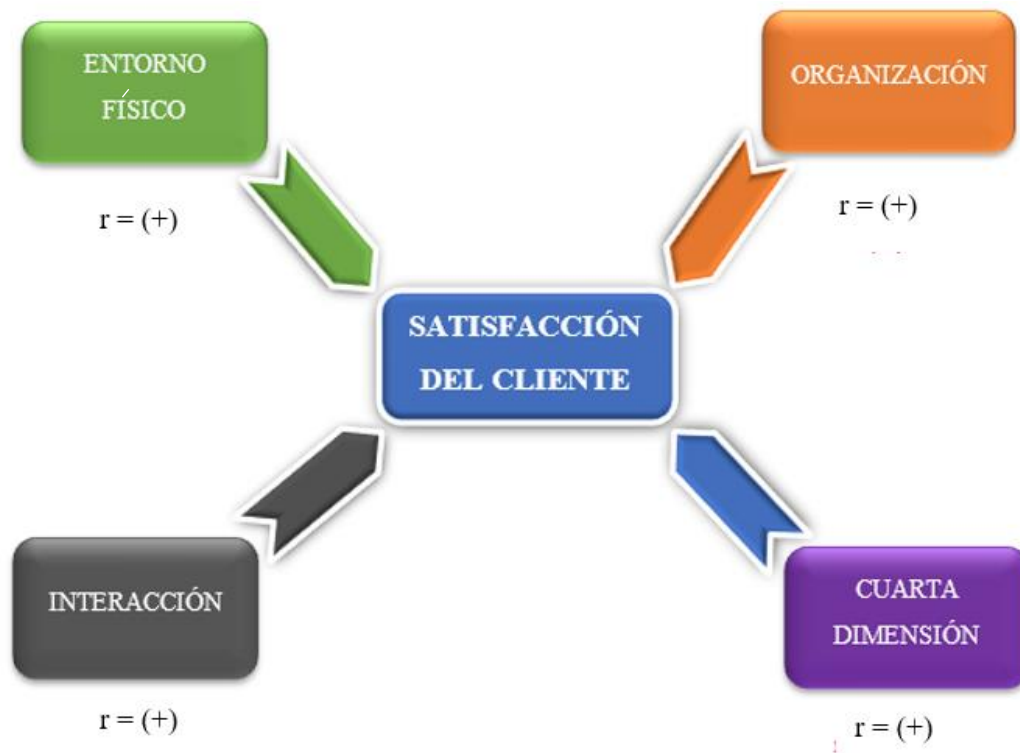 ENTORNO
FÍSICO
r = (+)
ORGANIZACIÓN
r = (+)
SATISFACCIÓN
DEL CLIENTE
INTERACCIÓN
r = (+)
CUARTA
DIMENSIÓN
r = (+)